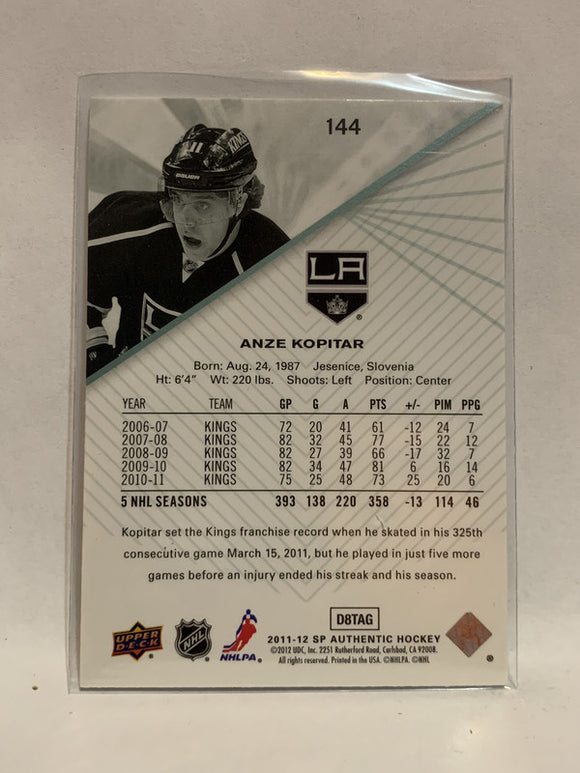 144
11
KINGS
BAUER
LA
®
ANZE KOPITAR
Born: Aug. 24, 1987 Jesenice, Slovenia
Ht: 6'4" Wt: 220 lbs. Shoots: Left Position: Center
YEAR TEAM GP G A PTS +/- PIM PPG
2006-07 KINGS 72 20 41 61 -12 24 7
2007-08 KINGS 82 32 45 77 -15 22 12
2008-09 KINGS 82 27 39 66 -17 32 7
2009-10 KINGS 82 34 47 81 6 16 14
2010-11 KINGS 75 25 48 73 25 20 6
5 NHL SEASONS 393 138 220 358 -13 114 46
Kopitar set the Kings franchise record when he skated in his 325th
consecutive game March 15, 2011, but he played in just five more
games before an injury ended his streak and his season.
D8TAG
UPPER DECK
NHL
NHLPA.
2011-12 SP AUTHENTIC HOCKEY
©2012 UDC, Inc. 2251 Rutherford Road, Carlsbad, CA 92008.
All rights reserved. Printed in the USA. ©NHLPA. ©NHL
®